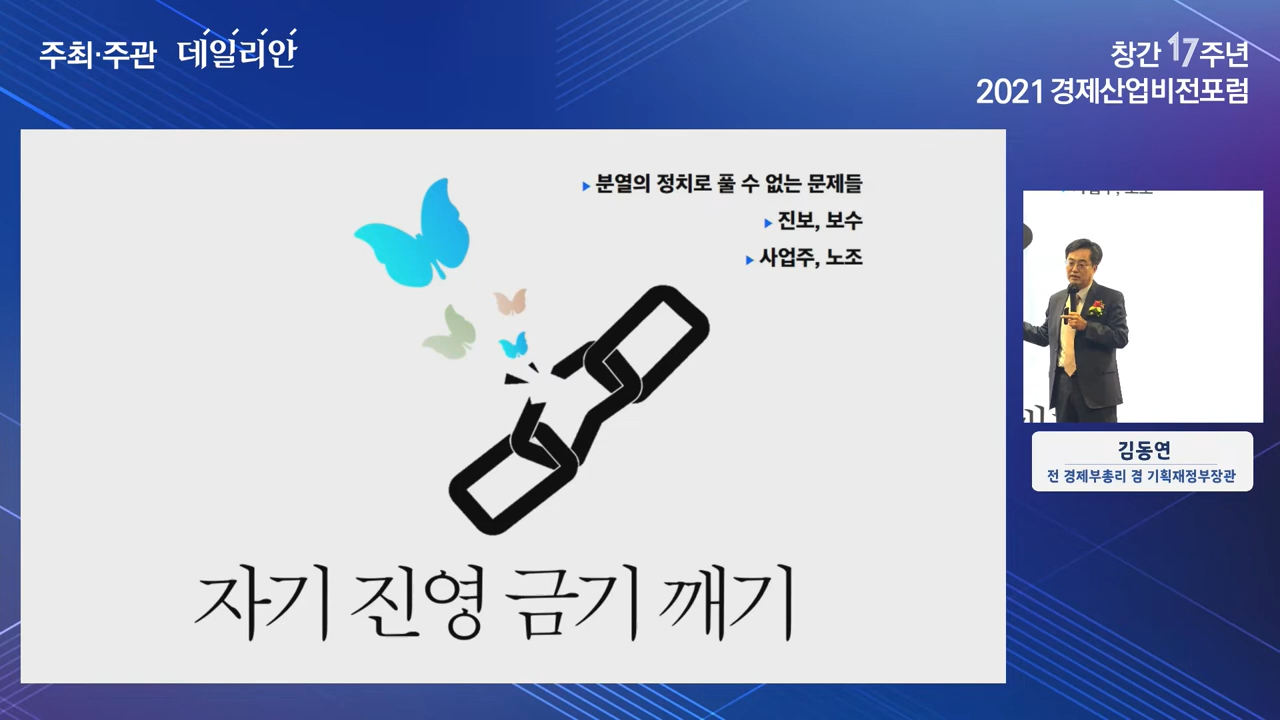 주최·주관 데일리안
창간 17주년
2021 경제산업비전포럼
▸ 분열의 정치로 풀 수 없는 문제들
▸ 진보, 보수
▸ 사업주, 노조
자기 진영 금기 깨기
김동연
전 경제부총리 겸 기획재정부장관